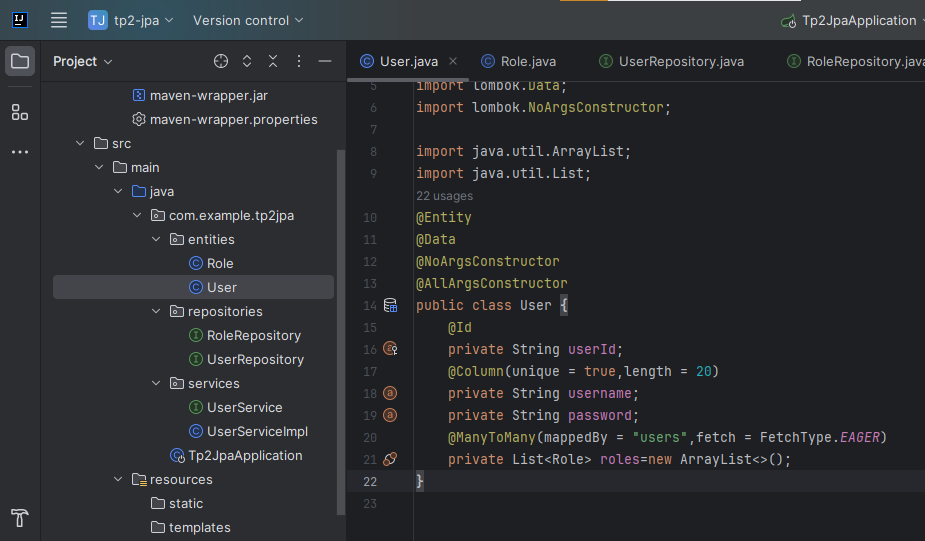 TJ tp2-jpa Version control Tp2JpaApplication
Project
User.java Role.java UserRepository.java RoleRepository.java
maven-wrapper.jar
maven-wrapper.properties
src
main
java
com.example.tp2jpa
entities
Role
User
repositories
RoleRepository
UserRepository
services
UserService
UserServiceImpl
Tp2JpaApplication
resources
static
templates
5 import lombok.Data;
6 import lombok.NoArgsConstructor;
7
8 import java.util.ArrayList;
9 import java.util.List;
22 usages
10 @Entity
11 @Data
12 @NoArgsConstructor
13 @AllArgsConstructor
14 public class User {
15 @Id
16 private String userId;
17 @Column(unique = true,length = 20)
18 private String username;
19 private String password;
20 @ManyToMany(mappedBy = "users",fetch = FetchType.EAGER)
21 private List<Role> roles=new ArrayList<>();
22 }
23